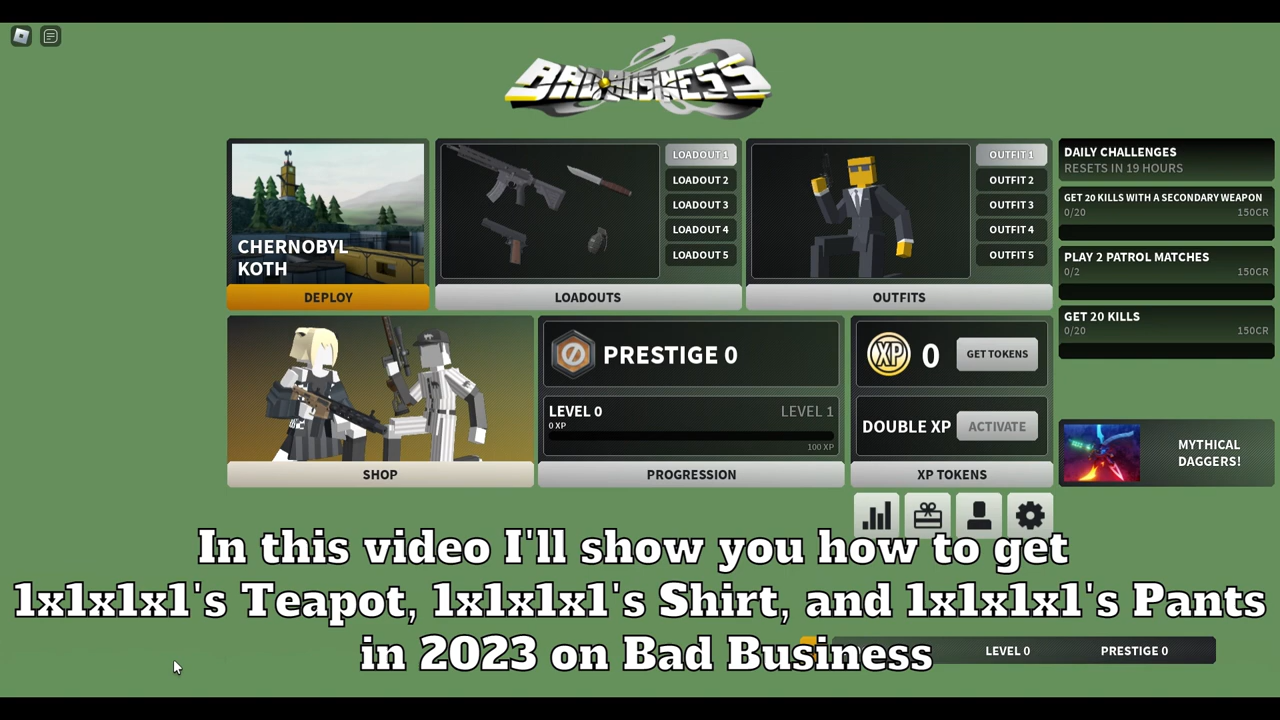 BAD BUSINESS
CHERNOBYL
KOTH
DEPLOY
LOADOUT 1
LOADOUT 2
LOADOUT 3
LOADOUT 4
LOADOUT 5
LOADOUTS
OUTFIT 1
OUTFIT 2
OUTFIT 3
OUTFIT 4
OUTFIT 5
OUTFITS
DAILY CHALLENGES
RESETS IN 19 HOURS
GET 20 KILLS WITH A SECONDARY WEAPON
0/20 150CR
PLAY 2 PATROL MATCHES
0/2 150CR
GET 20 KILLS
0/20 150CR
SHOP
PRESTIGE 0
LEVEL 0 LEVEL 1
0 XP
100 XP
PROGRESSION
XP 0 GET TOKENS
DOUBLE XP ACTIVATE
XP TOKENS
MYTHICAL
DAGGERS!
In this video I'll show you how to get
1x1x1x1's Teapot, 1x1x1x1's Shirt, and 1x1x1x1's Pants
in 2023 on Bad Business
LEVEL 0 PRESTIGE 0